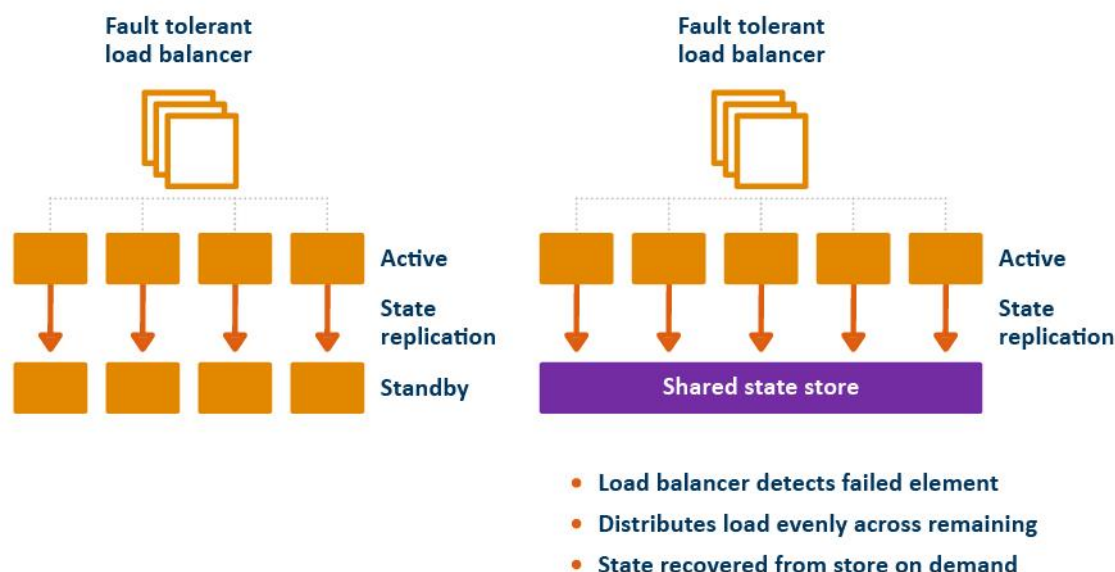 Fault tolerant
load balancer
Active
State
replication
Standby
Fault tolerant
load balancer
Active
State
replication
Shared state store
• Load balancer detects failed element
• Distributes load evenly across remaining
• State recovered from store on demand